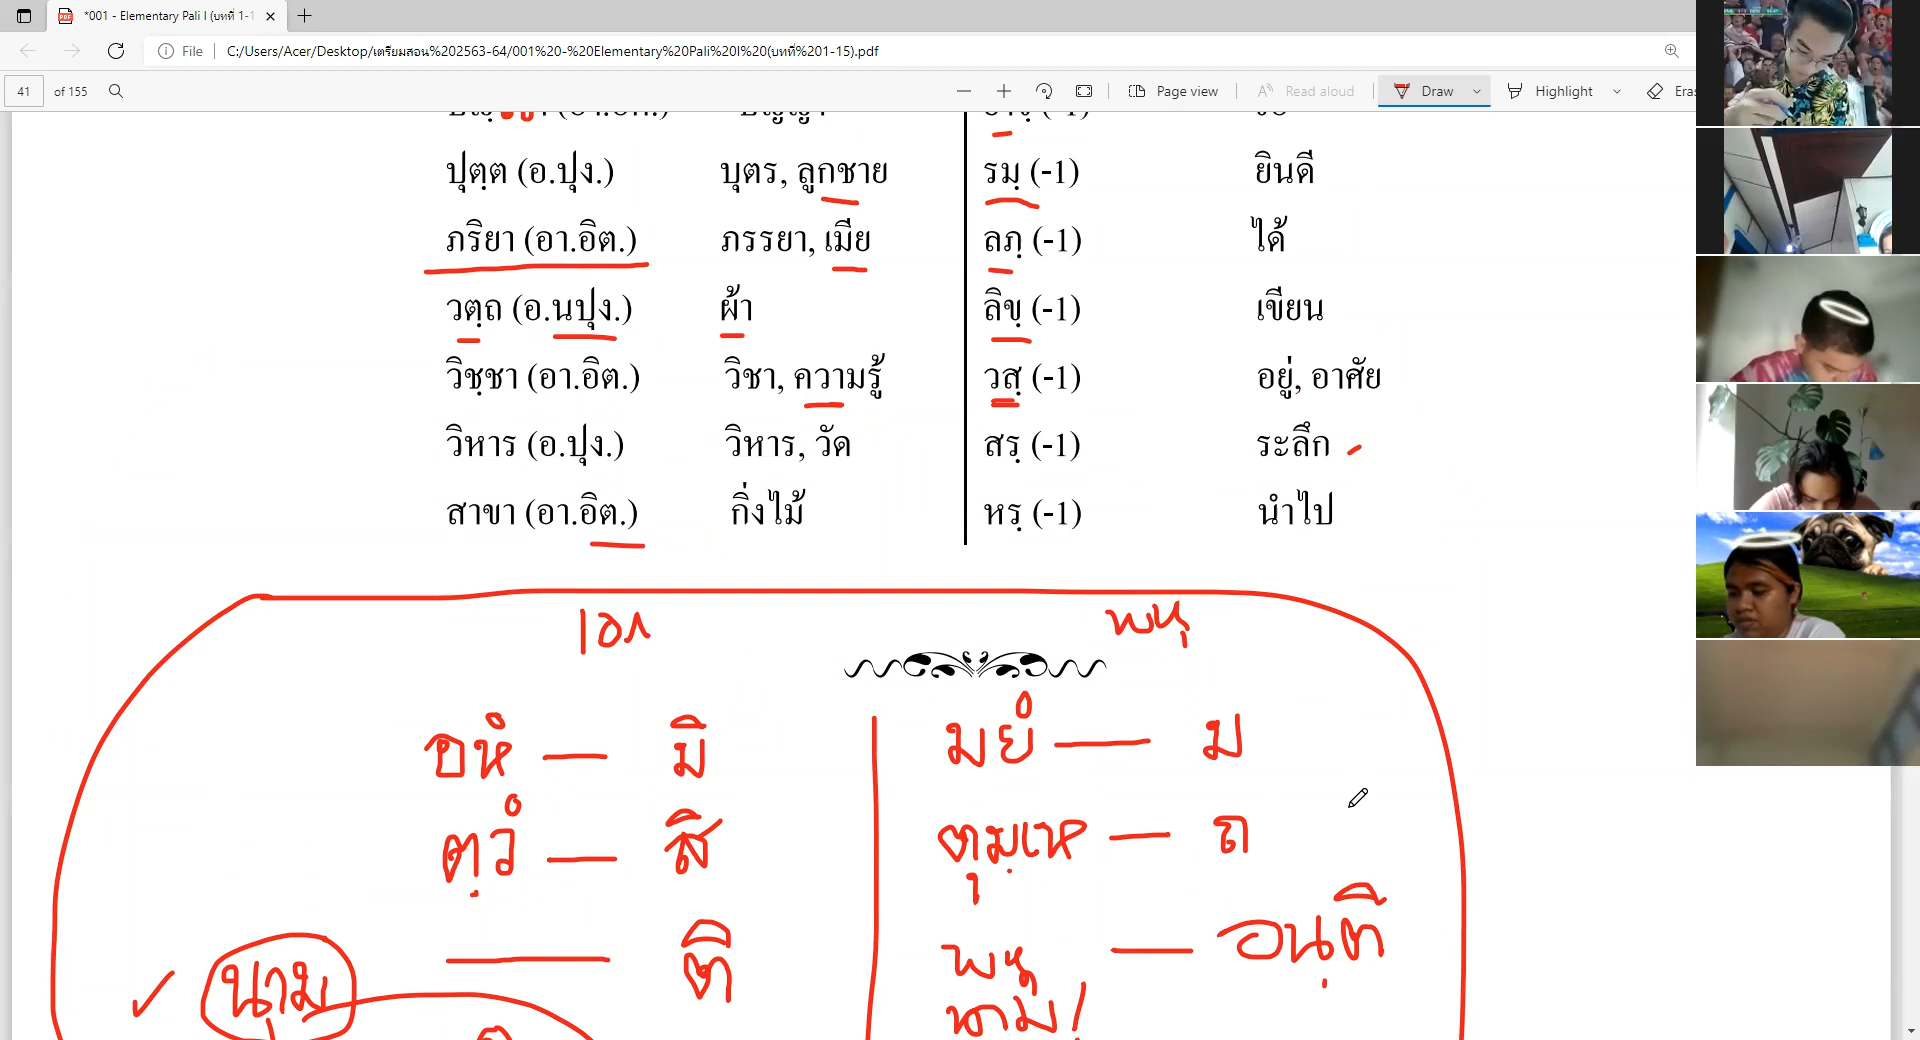 *001 - Elementary Pali I (บทที่ 1-1
File C:/Users/Acer/Desktop/เตรียมสอน%202563-64/001%20-%20Elementary%20Pali%20I%20(บทที่%201-15).pdf
41 of 155 Page view Read aloud Draw Highlight Eras
ปุตฺต (อ.ปุง.) บุตร, ลูกชาย รมฺ (-1) ยินดี
ภริยา (อา.อิต.) ภรรยา, เมีย ลภฺ (-1) ได้
วตฺถ (อ.นปุง.) ผ้า ลิขฺ (-1) เขียน
วิชฺชา (อา.อิต.) วิชา, ความรู้ วสฺ (-1) อยู่, อาศัย
วิหาร (อ.ปุง.) วิหาร, วัด สรฺ (-1) ระลึก
สาขา (อา.อิต.) กิ่งไม้ หรฺ (-1) นำไป
เอก พหุ
อหํ — มิ มยํ — ม
ตฺวํ — สิ ตุมฺเห — ถ
— ติ พหุ — อนฺติ
นาม นาม!